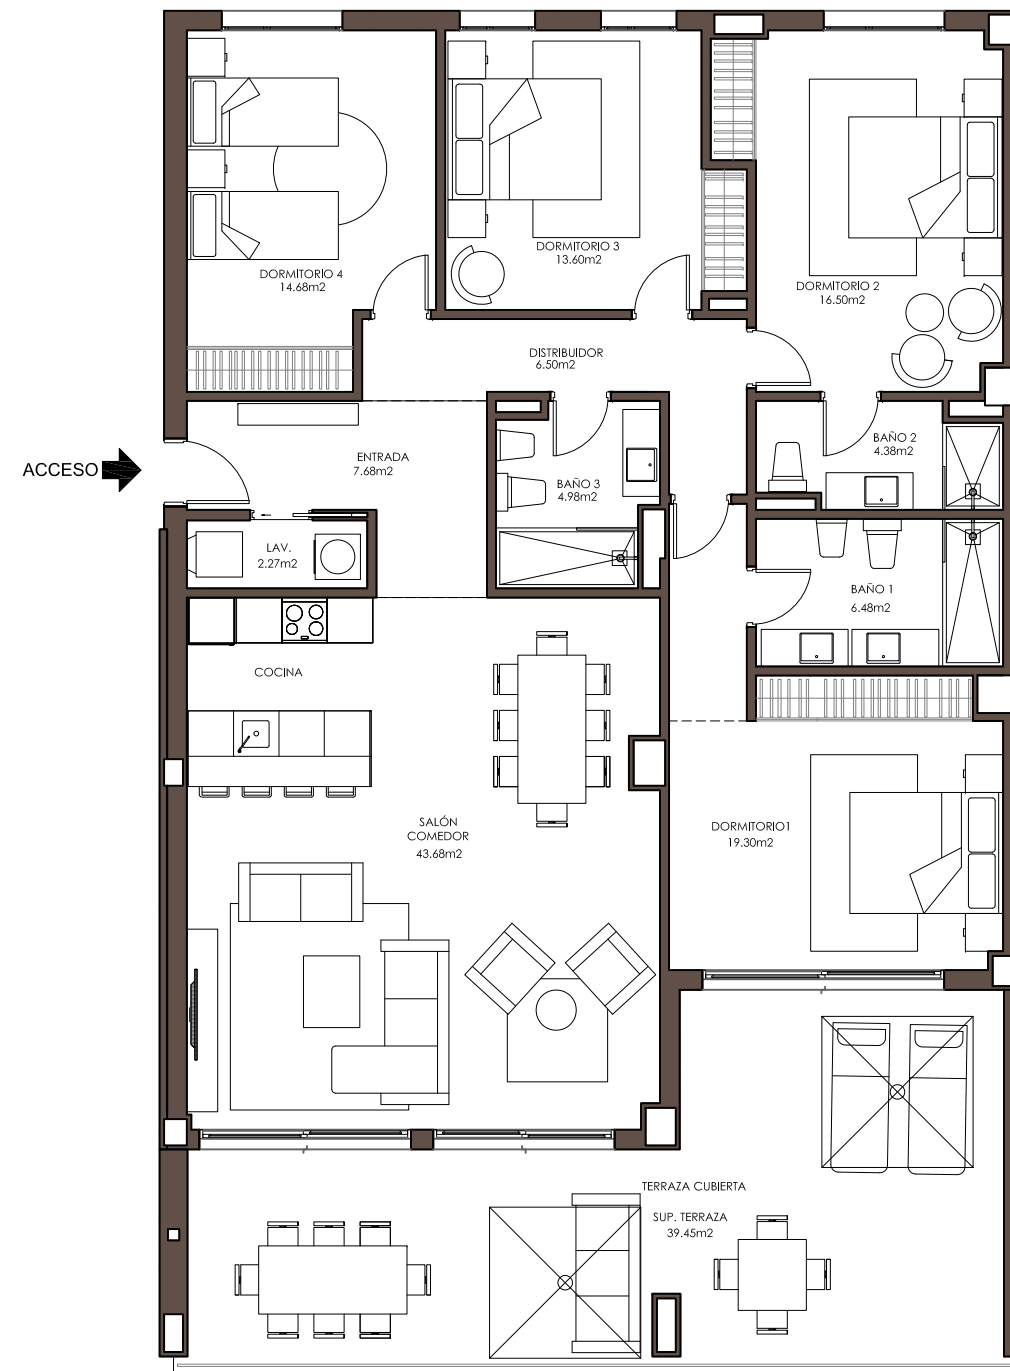 DORMITORIO 4
14.68m2
DORMITORIO 3
13.60m2
DORMITORIO 2
16.50m2
DISTRIBUIDOR
6.50m2
ACCESO
ENTRADA
7.68m2
BAÑO 3
4.98m2
BAÑO 2
4.38m2
LAV.
2.27m2
BAÑO 1
6.48m2
COCINA
SALÓN
COMEDOR
43.68m2
DORMITORIO1
19.30m2
TERRAZA CUBIERTA
SUP. TERRAZA
39.45m2